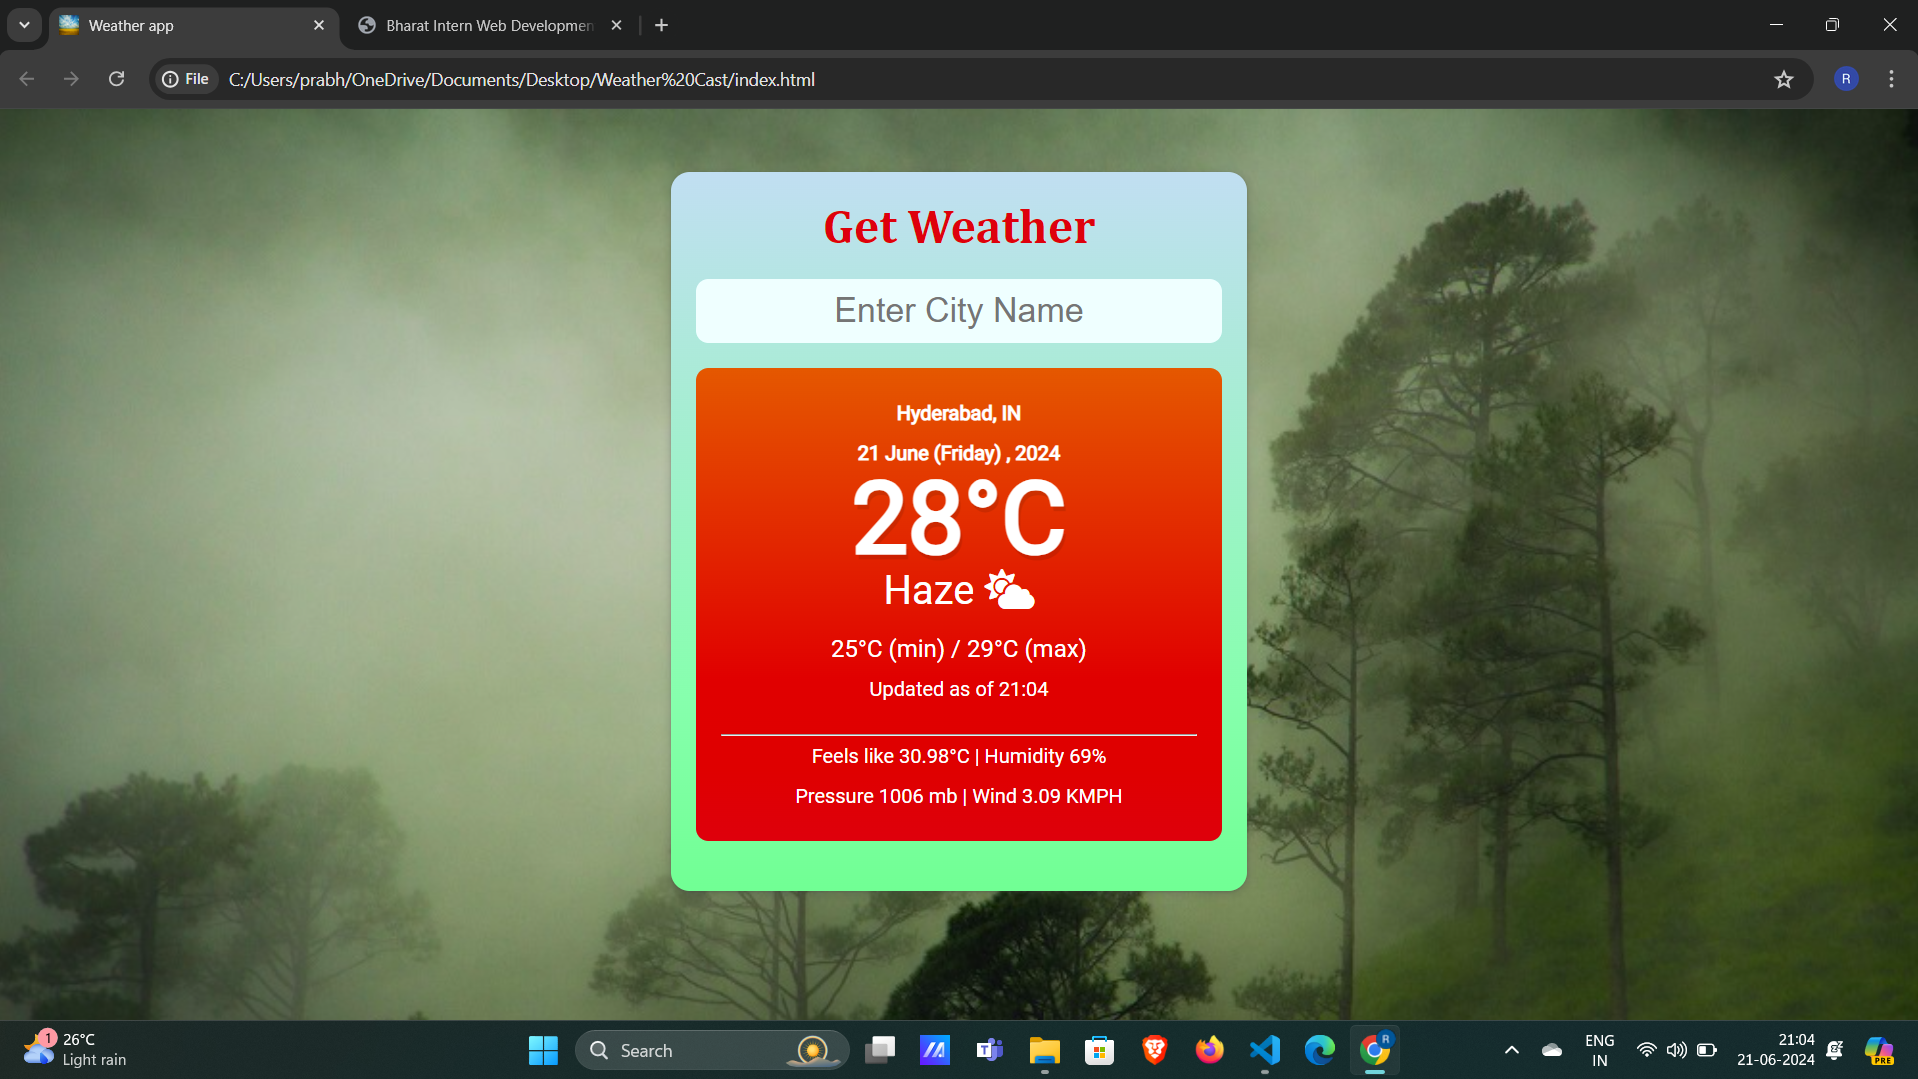 Weather app
Bharat Intern Web Developmen
File
C:/Users/prabh/OneDrive/Documents/Desktop/Weather%20Cast/index.html
R
Get Weather
Enter City Name
Hyderabad, IN
21 June (Friday) , 2024
28°C
Haze
25°C (min) / 29°C (max)
Updated as of 21:04
Feels like 30.98°C | Humidity 69%
Pressure 1006 mb | Wind 3.09 KMPH
1
26°C
Light rain
Search
R
ENG
IN
21:04
21-06-2024
PRE